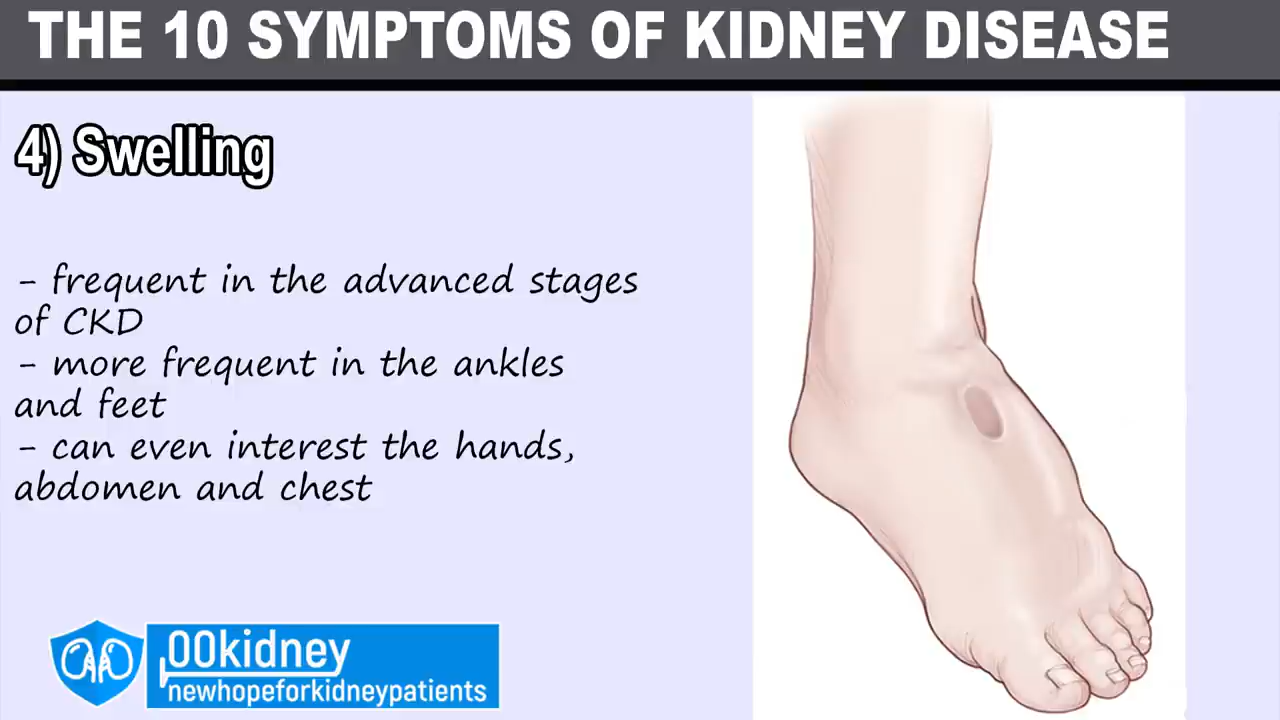 THE 10 SYMPTOMS OF KIDNEY DISEASE
4) Swelling
- frequent in the advanced stages
of CKD
- more frequent in the ankles
and feet
- can even interest the hands,
abdomen and chest
00kidney
newhopeforkidneypatients